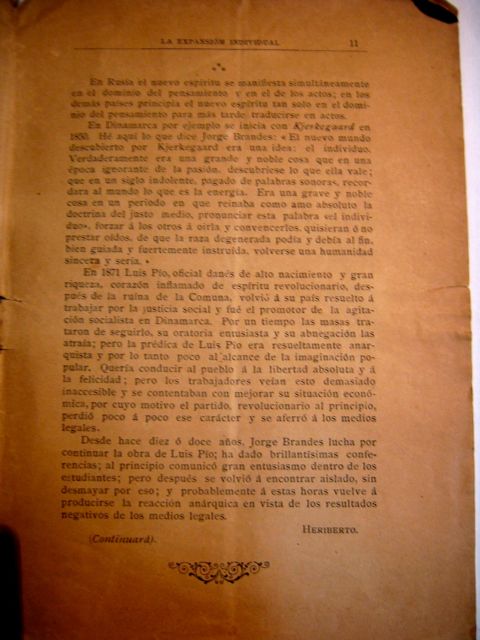 LA EXPANSIÓM INDIVIDUAL 11
En Rusia el nuevo espíritu se manifiesta simultáneamente
en el dominio del pensamiento y en el de los actos; en los
demás países principia el nuevo espíritu tan solo en el domi-
nio del pensamiento para más tarde traducirse en actos.
En Dinamarca por ejemplo se inicia con Kjerkegaard en
1850. Hé aquí lo que dice Jorge Brandes: «El nuevo mundo
descubierto por Kjerkegaard era una idea: el individuo.
Verdaderamente era una grande y noble cosa que en una
época ignorante de la pasión, descubriese lo que ella vale;
que en un siglo indolente, pagado de palabras sonoras, recor-
dara al mundo lo que es la energía. Era una grave y noble
cosa en un período en que reinaba como amo absoluto la
doctrina del justo medio, pronunciar esta palabra «el indivi-
duo», forzar á los otros á oirla y convencerlos, quisieran ó no
prestar oídos, de que la raza degenerada podía y debía al fin,
bien guiada y fuertemente instruída, volverse una humanidad
sincera y seria.»
En 1871 Luis Pío, oficial danés de alto nacimiento y gran
riqueza, corazón inflamado de espíritu revolucionario, des-
pués de la ruína de la Comuna, volvió á su país resuelto á
trabajar por la justicia social y fué el promotor de la agita-
ción socialista en Dinamarca. Por un tiempo las masas tra-
taron de seguirlo, su oratoria entusiasta y su abnegación las
atraía; pero la prédica de Luis Pío era resueltamente anar-
quista y por lo tanto poco al alcance de la imaginación po-
pular. Quería conducir al pueblo á la libertad absoluta y á
la felicidad; pero los trabajadores veían esto demasiado
inaccesible y se contentaban con mejorar su situación econó-
mica, por cuyo motivo el partido, revolucionario al principio,
perdió poco á poco ese carácter y se aferró á los medios
legales.
Desde hace diez ó doce años, Jorge Brandes lucha por
continuar la obra de Luis Pío; ha dado brillantísimas confe-
rencias; al principio comunicó gran entusiasmo dentro de los
estudiantes; pero después se volvió á encontrar aislado, sin
desmayar por eso; y probablemente á estas horas vuelve á
producirse la reacción anárquica en vista de los resultados
negativos de los medios legales.
HERIBERTO.
(Continuará).